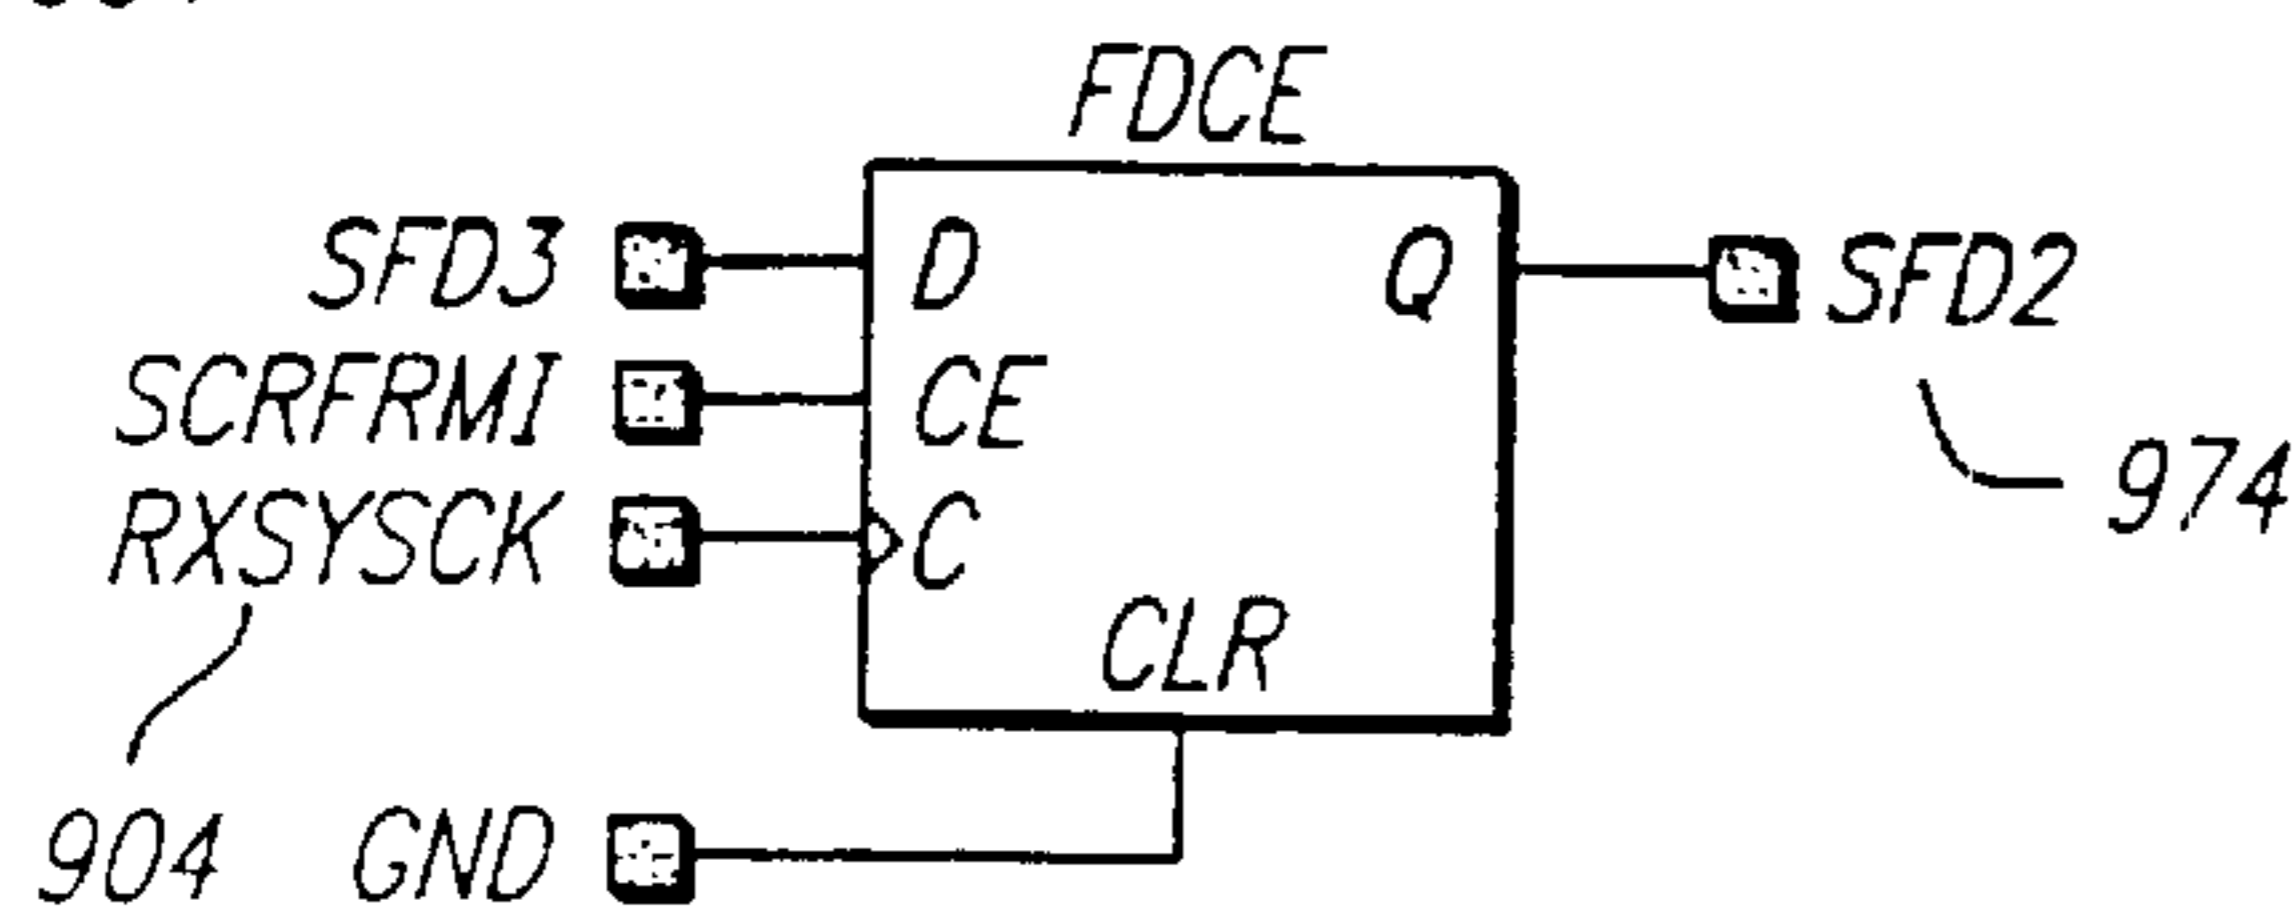 FDCE
SFD3 D Q SFD2
SCRFRMI CE
RXSYSCK C
974
CLR
904 GND